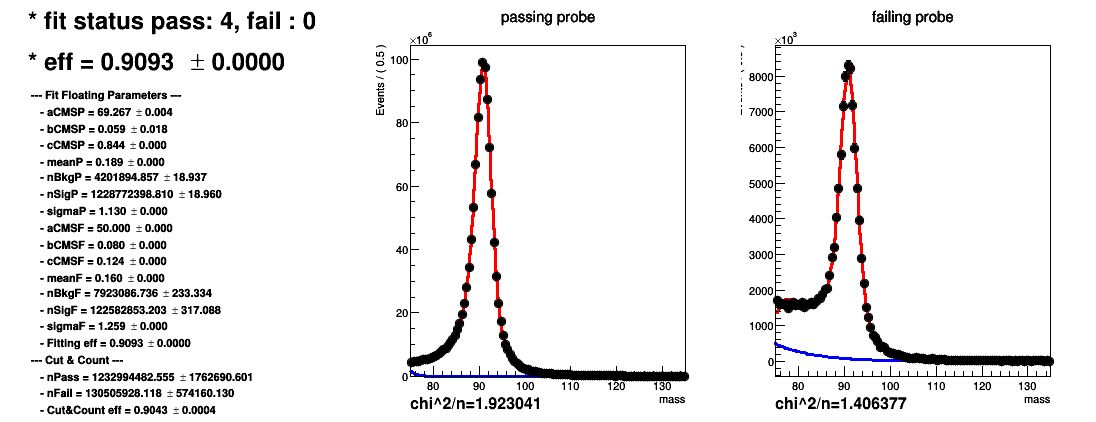 * fit status pass: 4, fail : 0
* eff = 0.9093 ± 0.0000
--- Fit Floating Parameters ---
- aCMSP = 69.267 ± 0.004
- bCMSP = 0.059 ± 0.018
- cCMSP = 0.844 ± 0.000
- meanP = 0.189 ± 0.000
- nBkgP = 4201894.857 ± 18.937
- nSigP = 1228772398.810 ± 18.960
- sigmaP = 1.130 ± 0.000
- aCMSF = 50.000 ± 0.000
- bCMSF = 0.080 ± 0.000
- cCMSF = 0.124 ± 0.000
- meanF = 0.160 ± 0.000
- nBkgF = 7923086.736 ± 233.334
- nSigF = 122582853.203 ± 317.088
- sigmaF = 1.259 ± 0.000
- Fitting eff = 0.9093 ± 0.0000
--- Cut & Count ---
- nPass = 1232994482.555 ± 1762690.601
- nFail = 130505928.118 ± 574160.130
- Cut&Count eff = 0.9043 ± 0.0004
passing probe
×10^6
Events / ( 0.5 )
100
80
60
40
20
0
80 90 100 110 120 130
mass
chi^2/n=1.923041
failing probe
×10^3
8000
7000
6000
5000
4000
3000
2000
1000
0
80 90 100 110 120 130
mass
chi^2/n=1.406377